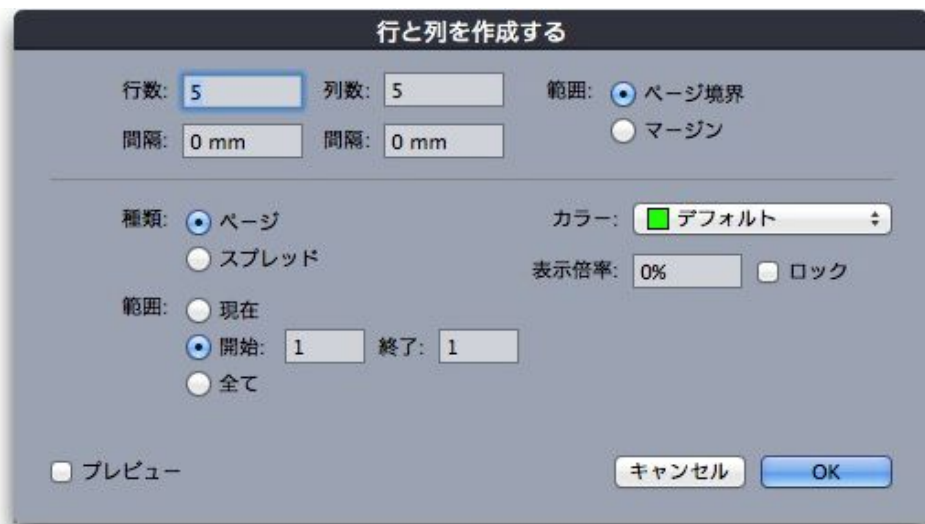 行と列を作成する
行数: 5 列数: 5 範囲: ページ境界
マージン
間隔: 0 mm 間隔: 0 mm
種類: ページ カラー: デフォルト
スプレッド
表示倍率: 0% ロック
範囲: 現在
開始: 1 終了: 1
全て
プレビュー キャンセル OK